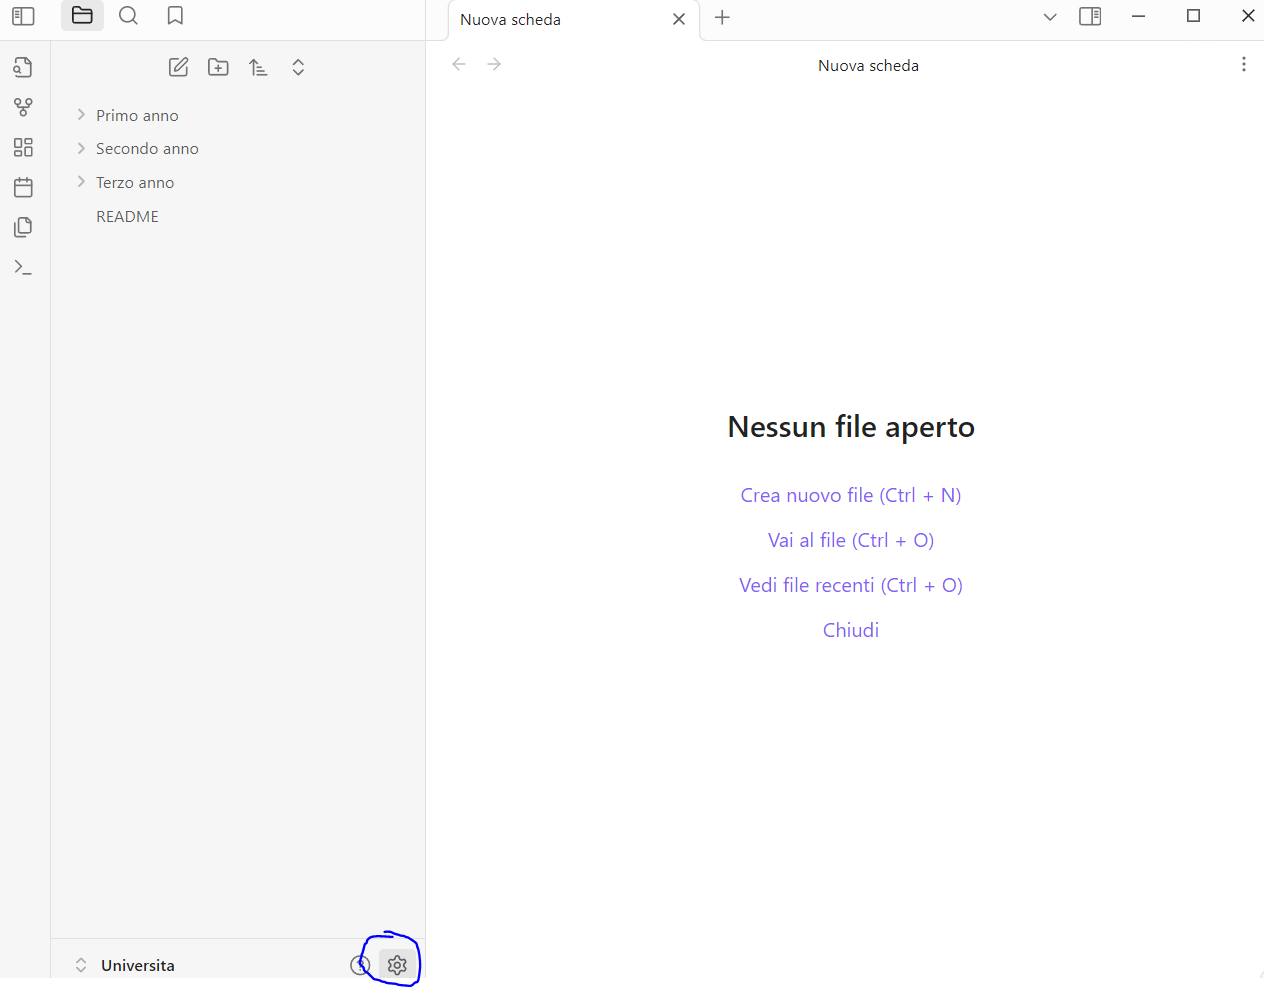 Nuova scheda
Nuova scheda
Primo anno
Secondo anno
Terzo anno
README
Nessun file aperto
Crea nuovo file (Ctrl + N)
Vai al file (Ctrl + O)
Vedi file recenti (Ctrl + O)
Chiudi
Universita